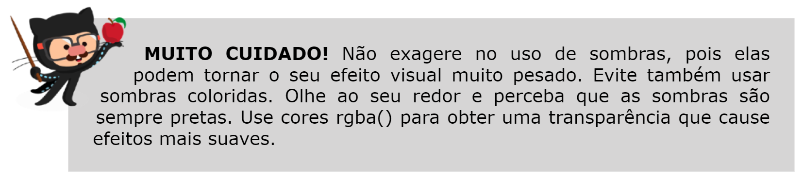 MUITO CUIDADO! Não exagere no uso de sombras, pois elas
podem tornar o seu efeito visual muito pesado. Evite também usar
sombras coloridas. Olhe ao seu redor e perceba que as sombras são
sempre pretas. Use cores rgba() para obter uma transparência que cause
efeitos mais suaves.